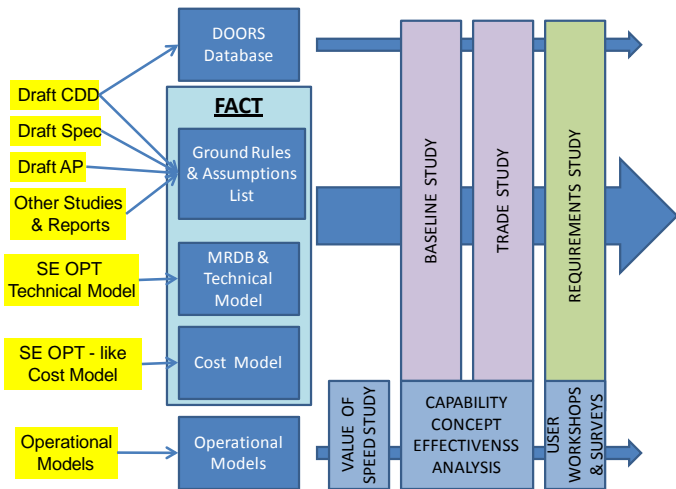 DOORS
Database
Draft CDD
Draft Spec
Draft AP
Other Studies
& Reports
SE OPT
Technical Model
SE OPT - like
Cost Model
Operational
Models
FACT
Ground Rules
& Assumptions
List
MRDB &
Technical
Model
Cost Model
Operational
Models
BASELINE STUDY
TRADE STUDY
REQUIREMENTS STUDY
VALUE OF
SPEED STUDY
CAPABILITY
CONCEPT
EFFECTIVENSS
ANALYSIS
USER
WORKSHOPS
& SURVEYS